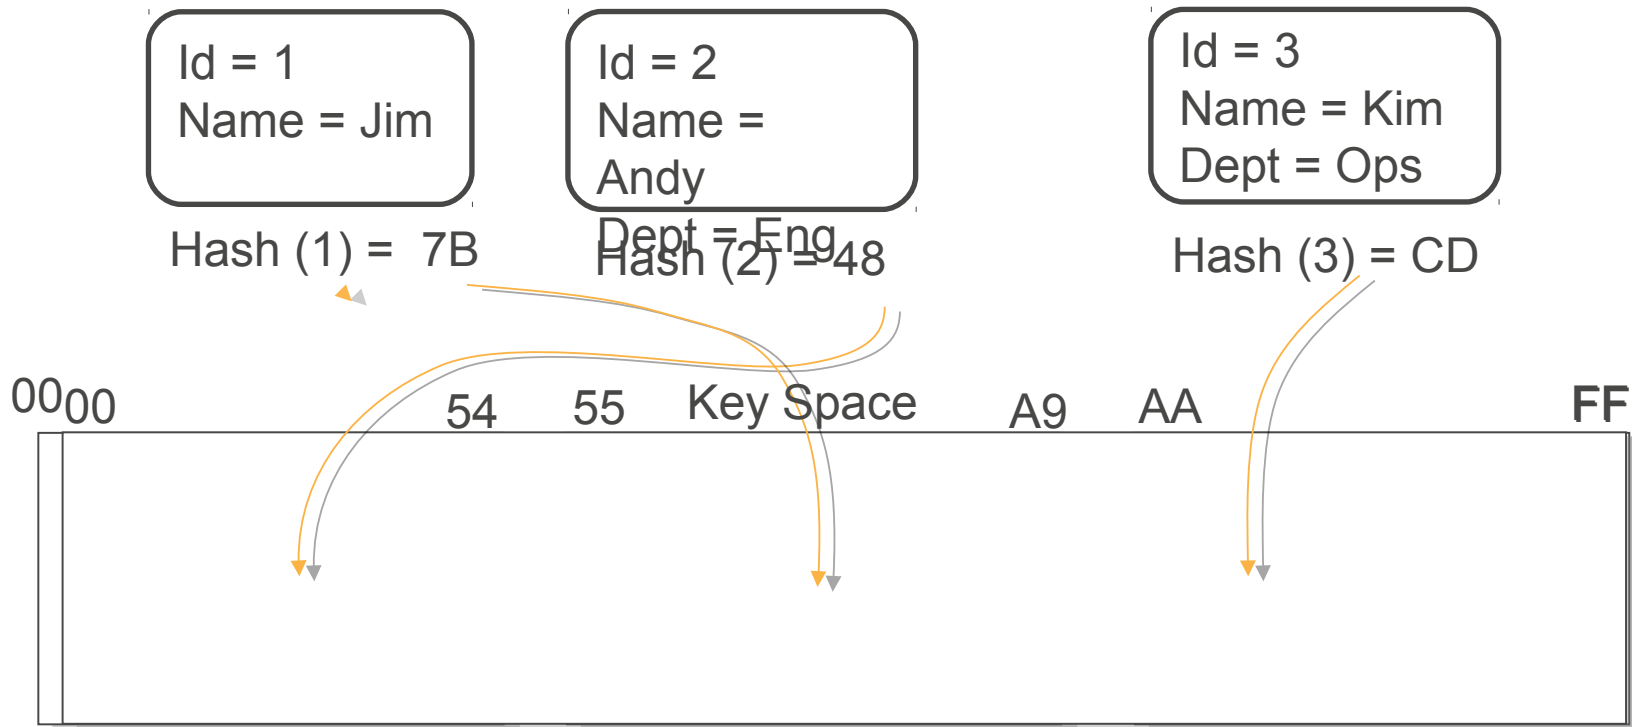 Id = 1
Name = Jim
Id = 2
Name =
Andy
Dept = Eng
Id = 3
Name = Kim
Dept = Ops
Hash (1) = 7B
Hash (2) = 48
Hash (3) = CD
00 00 54 55 Key Space A9 AA FF